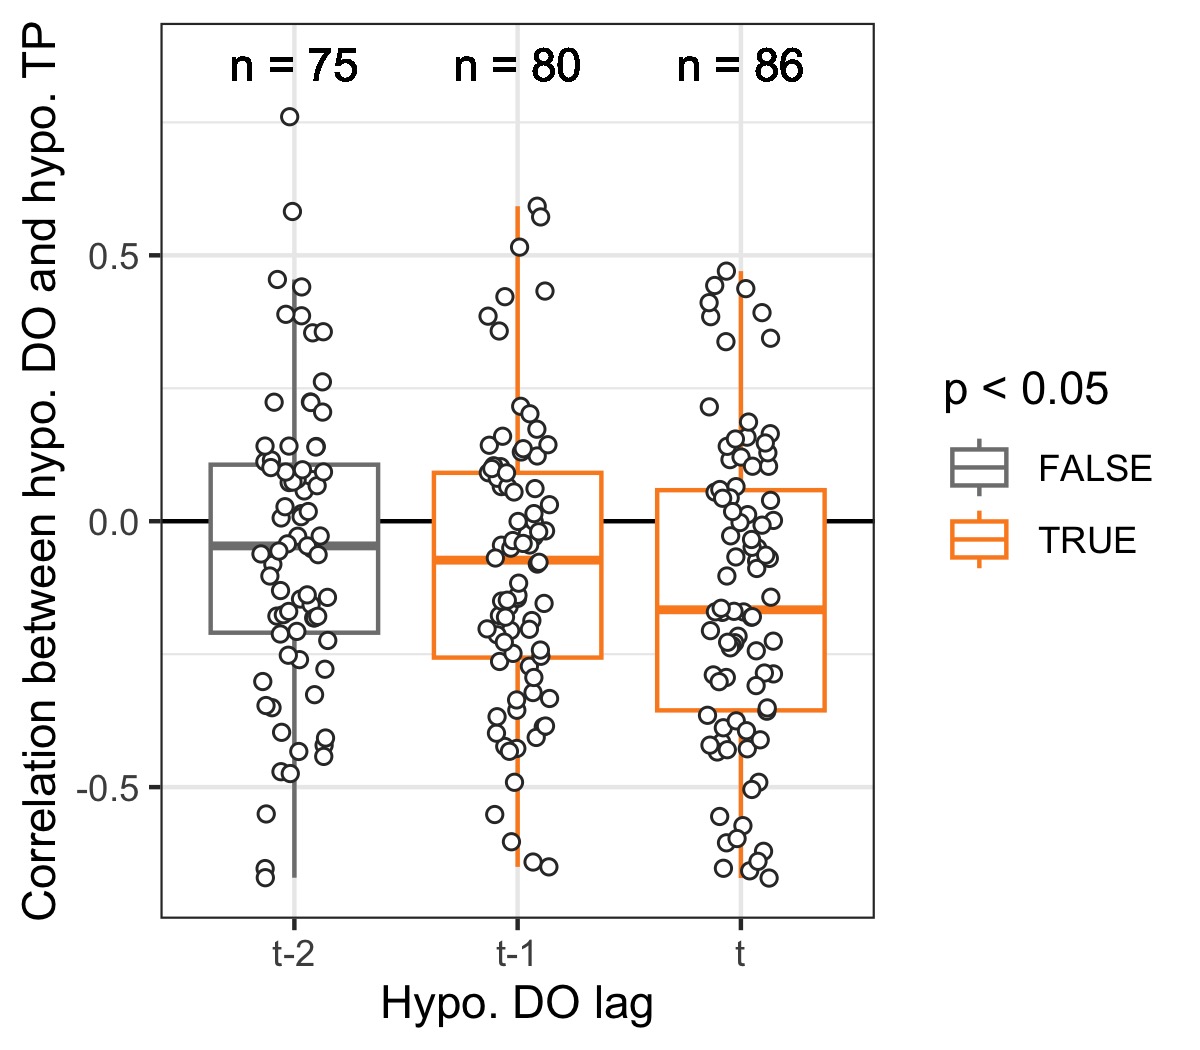 Correlation between hypo. DO and hypo. TP
n = 75
n = 80
n = 86
0.5
0.0
-0.5
t-2
t-1
t
Hypo. DO lag
p < 0.05
FALSE
TRUE